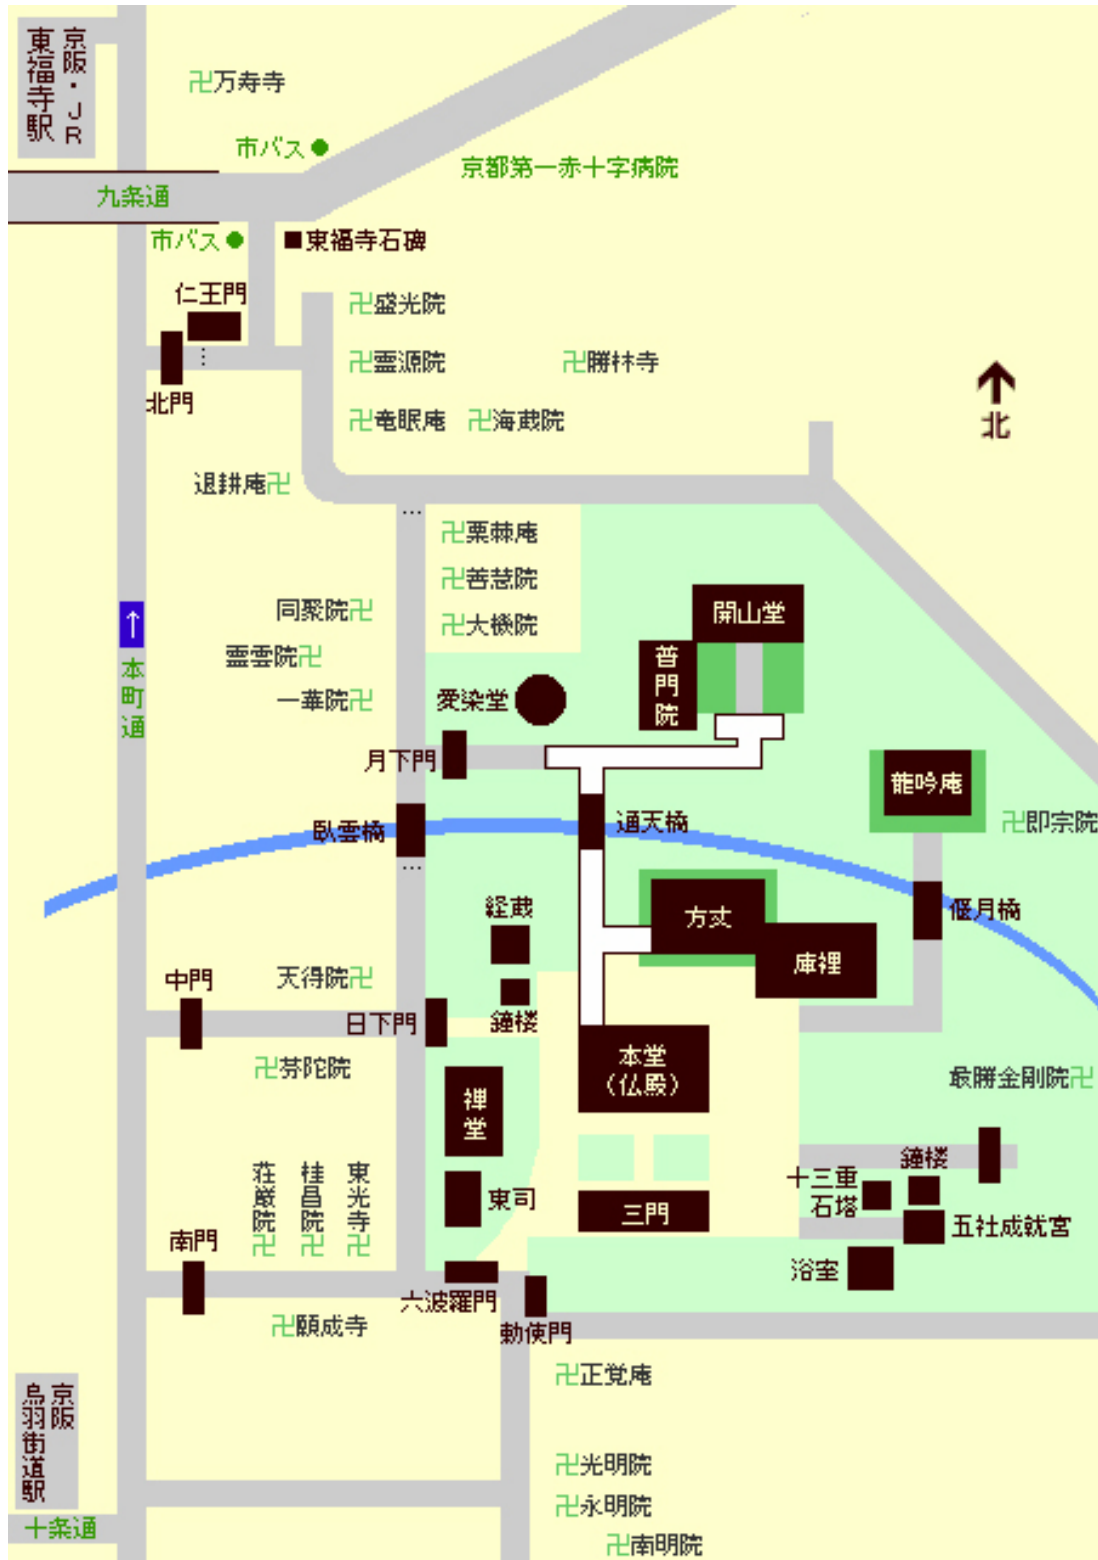 京阪・JR
東福寺駅
卍万寿寺
市バス
京都第一赤十字病院
九条通
市バス
東福寺石碑
仁王門
卍盛光院
卍霊源院
卍勝林寺
北門
卍竜眠庵
卍海蔵院
北
退耕庵卍
卍栗棘庵
卍善慧院
卍大機院
同聚院卍
霊雲院卍
一華院卍
↑
本町通
開山堂
普門院
愛染堂
月下門
龍吟庵
卍即宗院
臥雲橋
通天橋
偃月橋
経蔵
方丈
庫裡
中門
天得院卍
日下門
鐘楼
本堂
(仏殿)
卍芬陀院
禅堂
最勝金剛院卍
鐘楼
十三重
石塔
荘厳院卍
桂昌院卍
東光寺卍
東司
三門
五社成就宮
南門
浴室
六波羅門
勅使門
卍願成寺
卍正覚庵
京阪
鳥羽街道駅
卍光明院
卍永明院
十条通
卍南明院